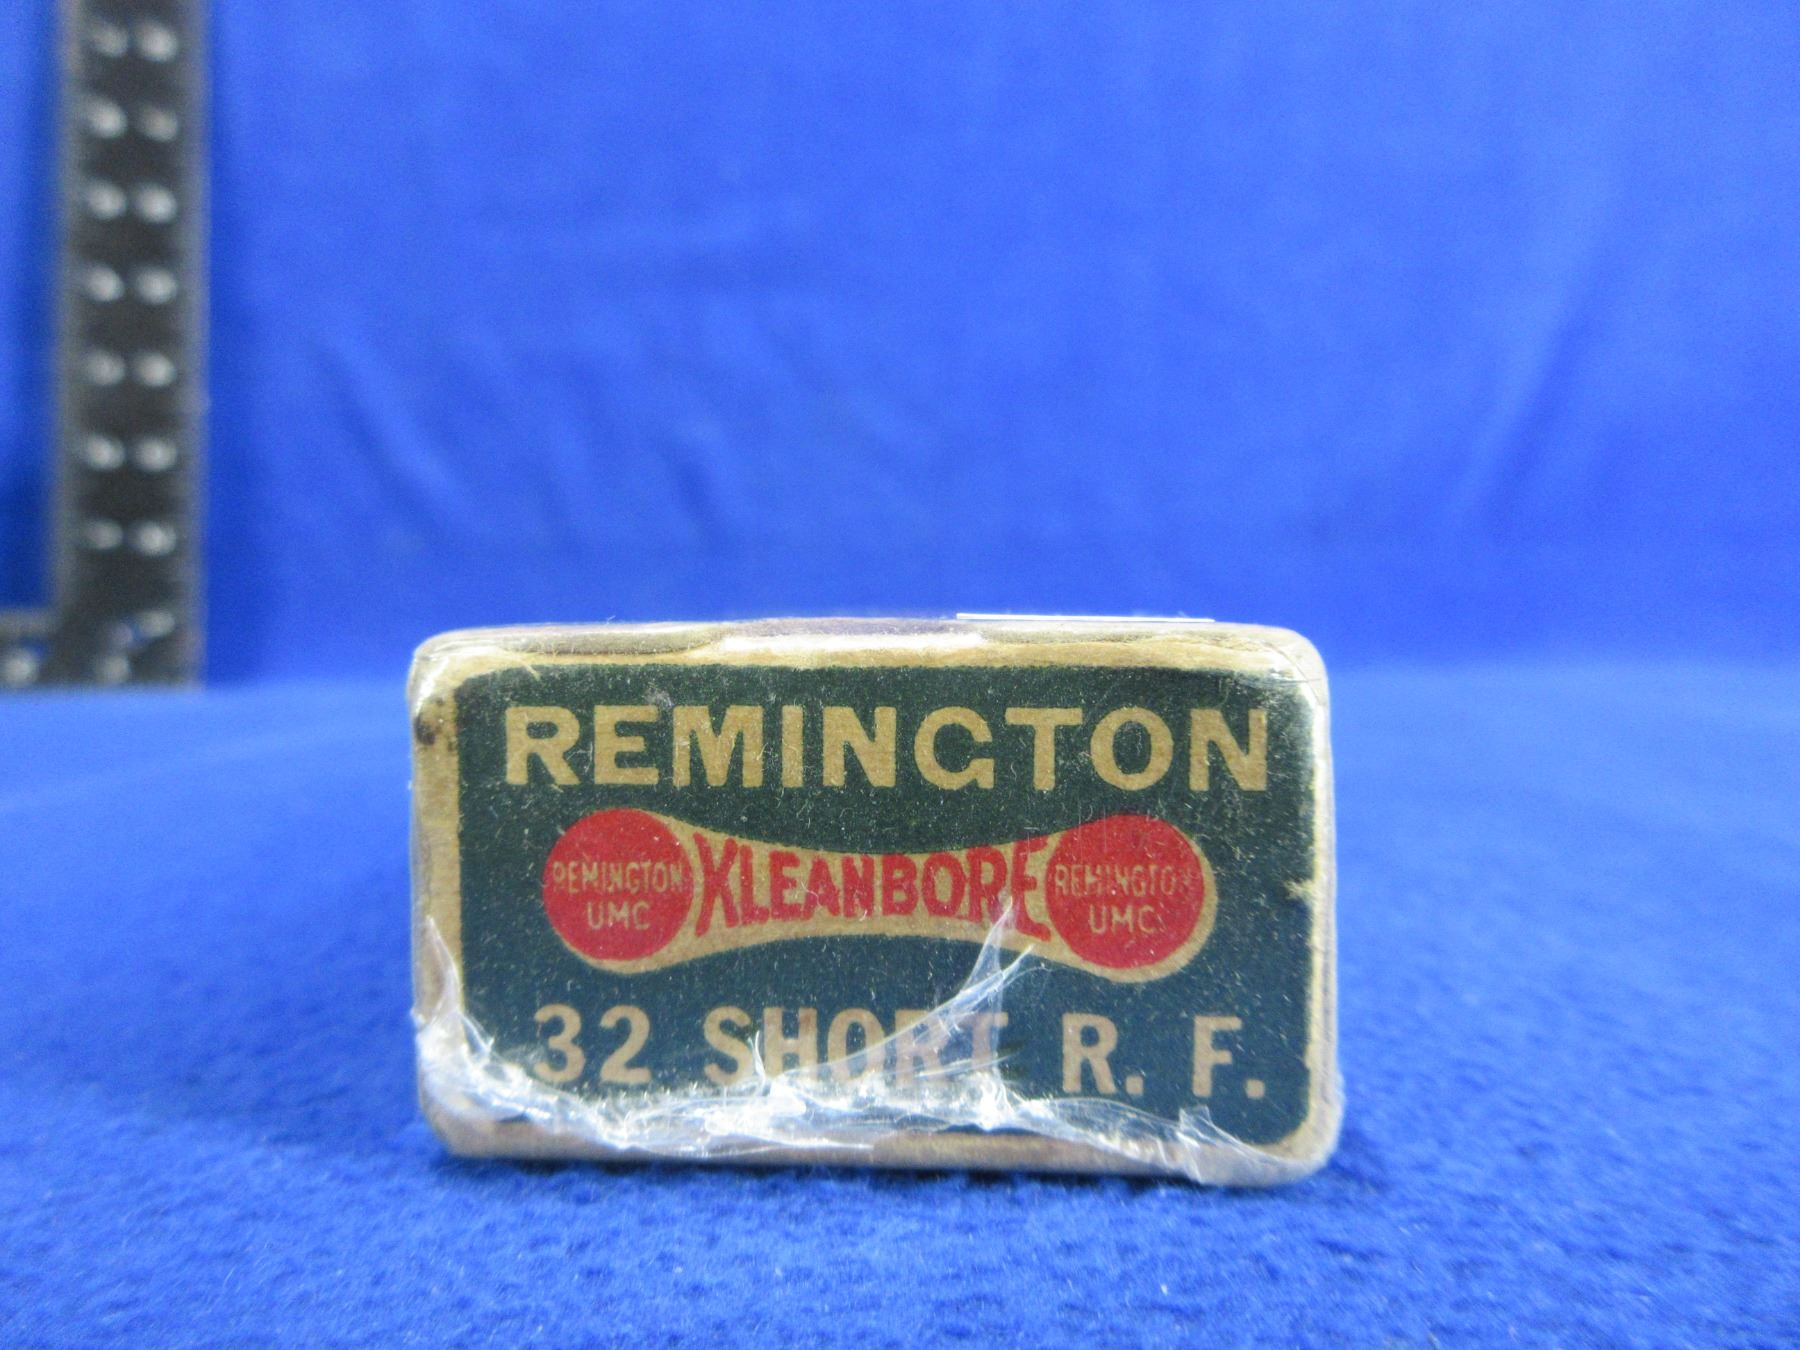 REMINGTON
REMINGTON UMC KLEANBORE REMINGTON UMC
32 SHORT R. F.